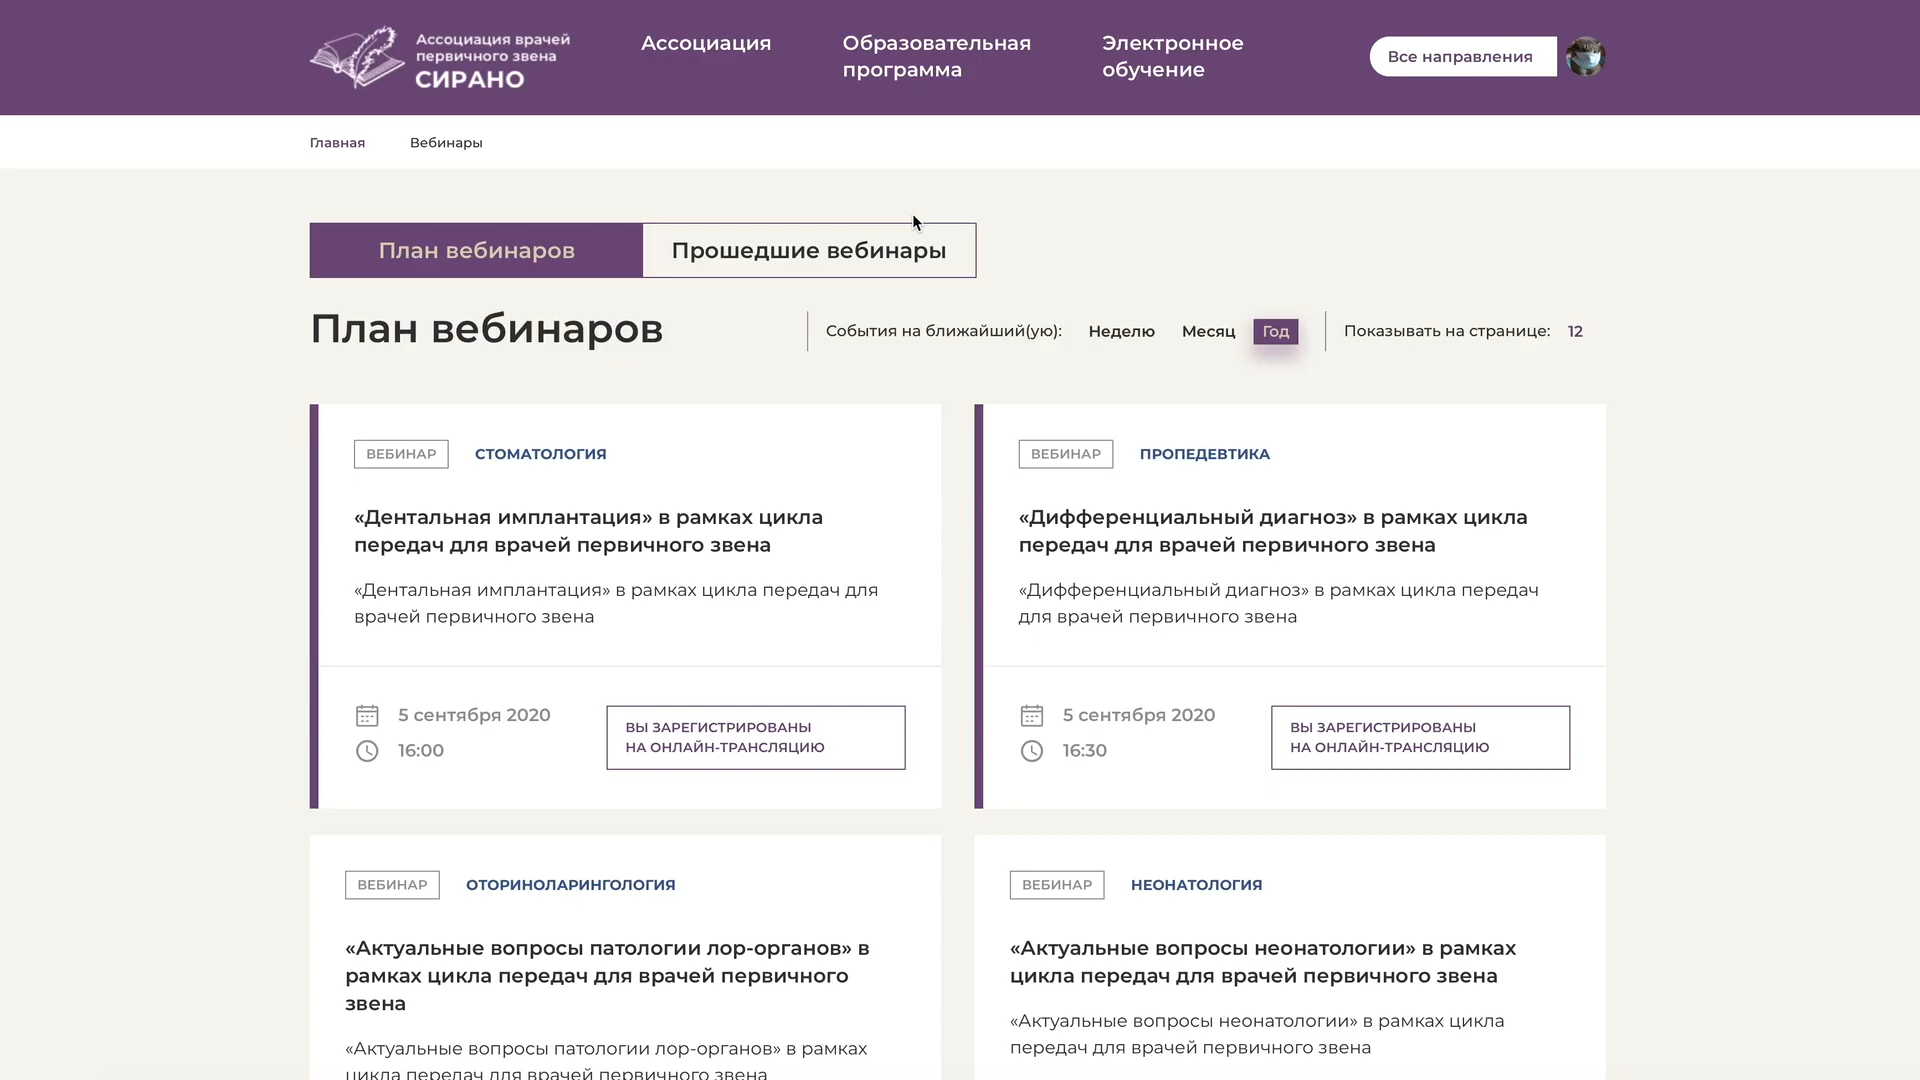 Ассоциация врачей
первичного звена
СИРАНО
Ассоциация
Образовательная
программа
Электронное
обучение
Все направления
Главная
Вебинары
План вебинаров
Прошедшие вебинары
План вебинаров
События на ближайший(ую):
Неделю
Месяц
Год
Показывать на странице:
12
ВЕБИНАР
СТОМАТОЛОГИЯ
«Дентальная имплантация» в рамках цикла
передач для врачей первичного звена
«Дентальная имплантация» в рамках цикла передач для
врачей первичного звена
5 сентября 2020
16:00
ВЫ ЗАРЕГИСТРИРОВАНЫ
НА ОНЛАЙН-ТРАНСЛЯЦИЮ
ВЕБИНАР
ПРОПЕДЕВТИКА
«Дифференциальный диагноз» в рамках цикла
передач для врачей первичного звена
«Дифференциальный диагноз» в рамках цикла передач
для врачей первичного звена
5 сентября 2020
16:30
ВЫ ЗАРЕГИСТРИРОВАНЫ
НА ОНЛАЙН-ТРАНСЛЯЦИЮ
ВЕБИНАР
ОТОРИНОЛАРИНГОЛОГИЯ
«Актуальные вопросы патологии лор-органов» в
рамках цикла передач для врачей первичного
звена
«Актуальные вопросы патологии лор-органов» в рамках
цикла передач для врачей первичного звена
ВЕБИНАР
НЕОНАТОЛОГИЯ
«Актуальные вопросы неонатологии» в рамках
цикла передач для врачей первичного звена
«Актуальные вопросы неонатологии» в рамках цикла
передач для врачей первичного звена